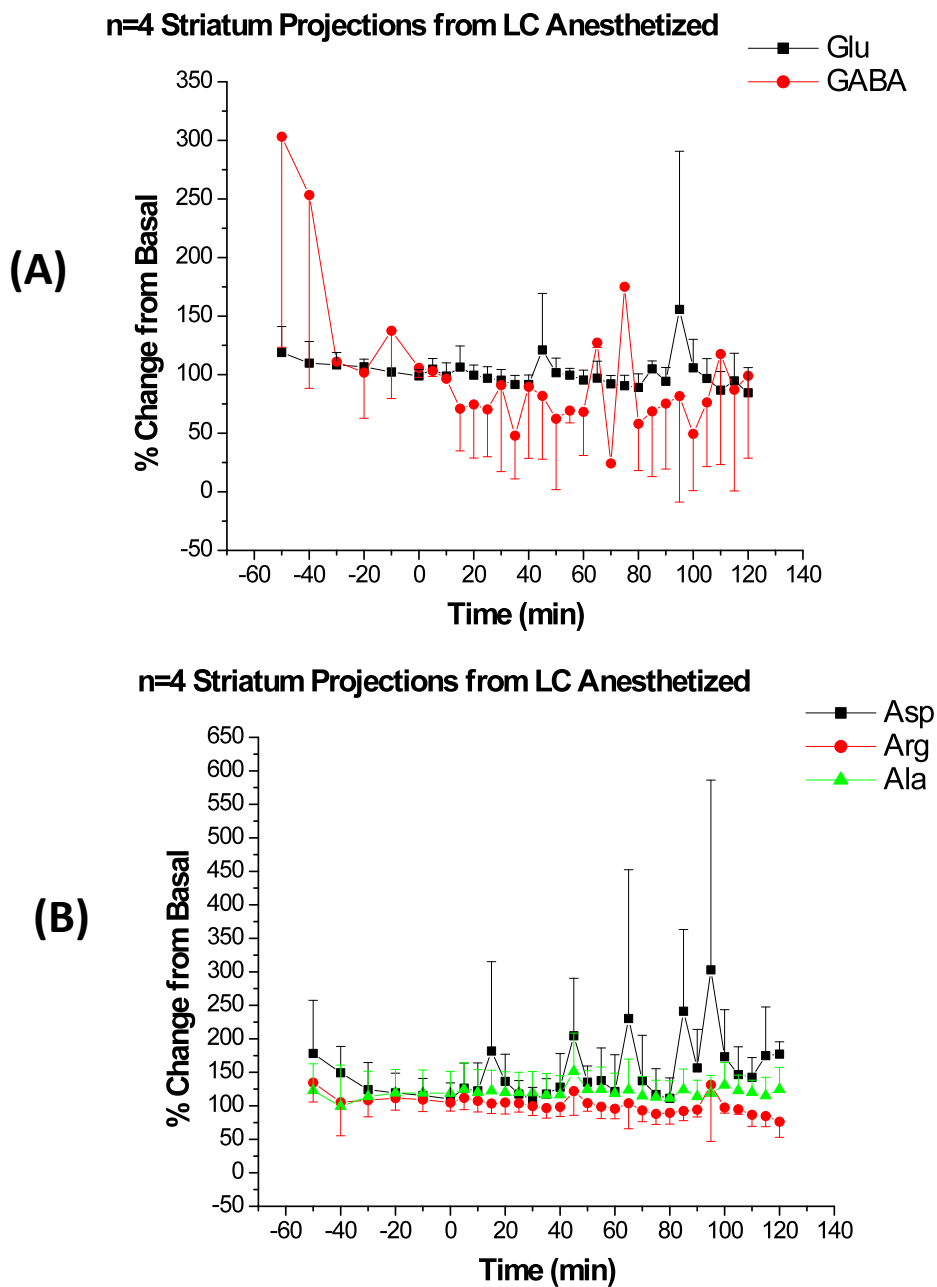 n=4 Striatum Projections from LC Anesthetized
Glu
GABA
350
300
250
200
150
100
50
0
-50
% Change from Basal
(A)
-60 -40 -20 0 20 40 60 80 100 120 140
Time (min)
n=4 Striatum Projections from LC Anesthetized
Asp
Arg
Ala
650
600
550
500
450
400
350
300
250
200
150
100
50
0
-50
% Change from Basal
(B)
-60 -40 -20 0 20 40 60 80 100 120 140
Time (min)